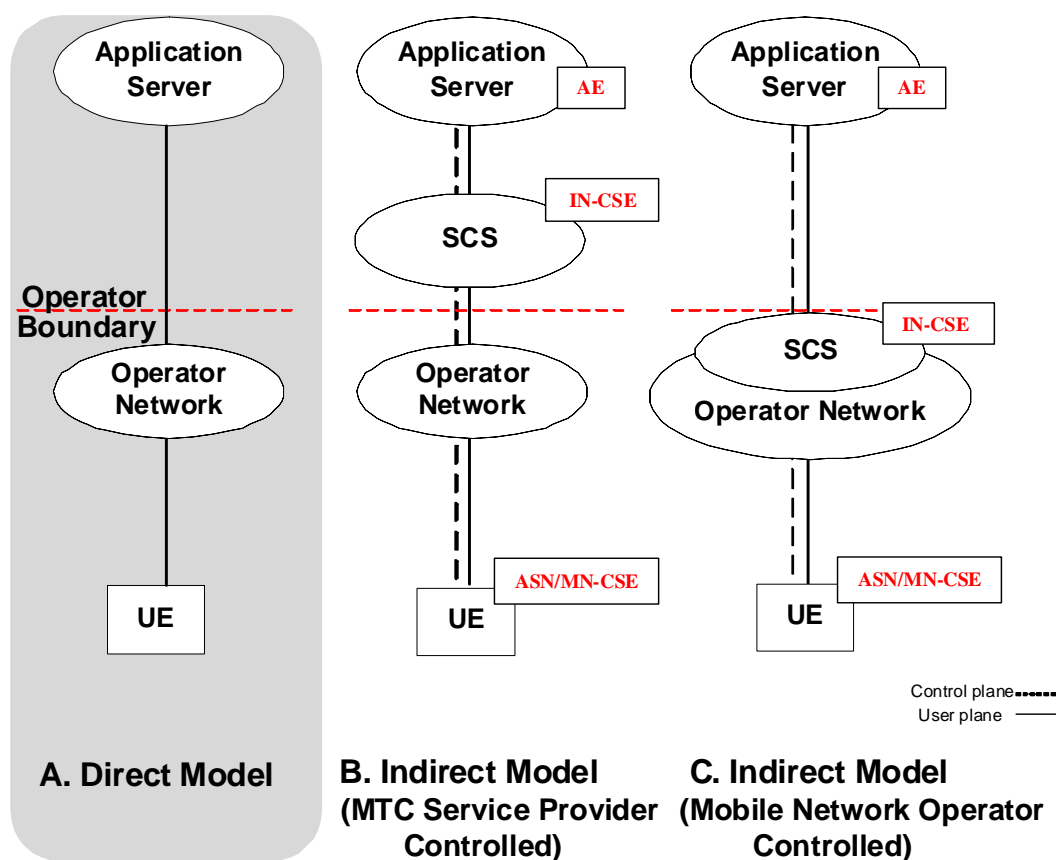 Application
Server
Operator
Boundary
Operator
Network
UE
A. Direct Model
Application
Server
AE
IN-CSE
SCS
Operator
Network
ASN/MN-CSE
UE
B. Indirect Model
(MTC Service Provider
Controlled)
Application
Server
AE
IN-CSE
SCS
Operator Network
ASN/MN-CSE
UE
Control plane
User plane
C. Indirect Model
(Mobile Network Operator
Controlled)